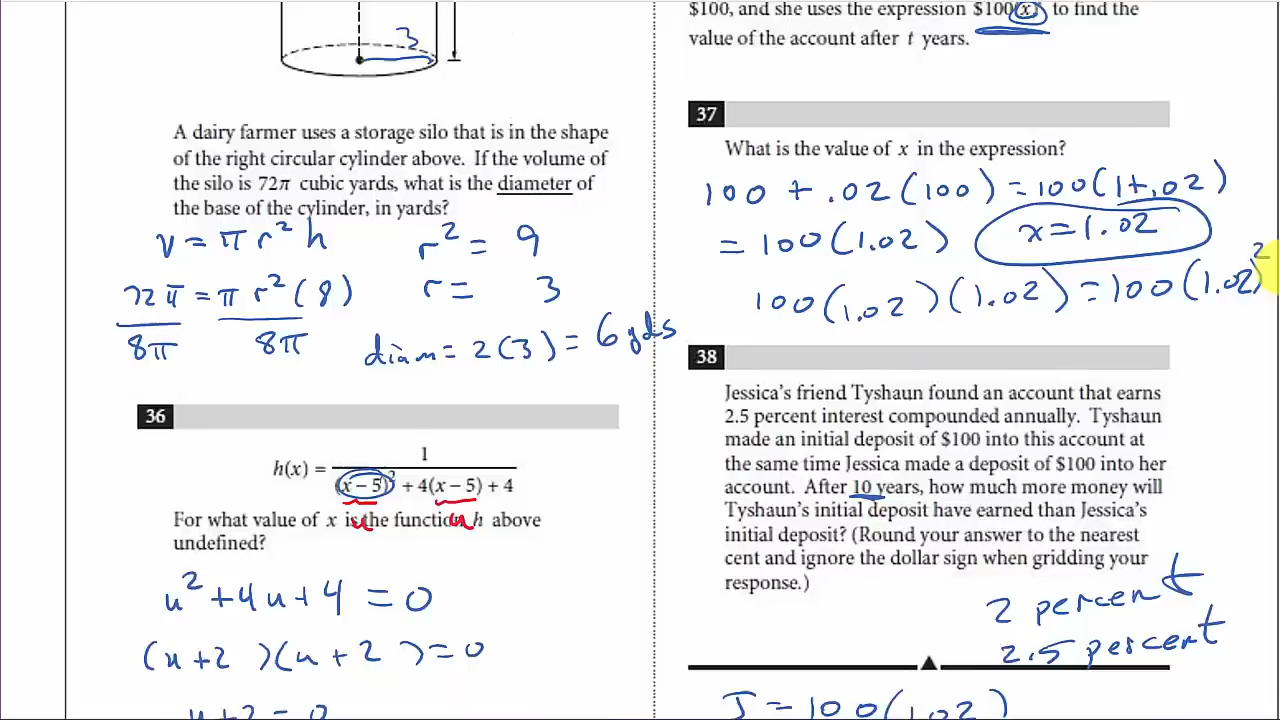 3
A dairy farmer uses a storage silo that is in the shape
of the right circular cylinder above. If the volume of
the silo is 72π cubic yards, what is the diameter of
the base of the cylinder, in yards?
v = π r² h
72π = π r² (8)
8π 8π
r² = 9
r = 3
diam = 2(3) = 6 yds
36
h(x) = 1 / (x − 5)² + 4(x − 5) + 4
u u
For what value of x is the function h above
undefined?
u² + 4u + 4 = 0
(u + 2)(u + 2) = 0
u + 2 = 0
$100, and she uses the expression $100(x)ᵗ to find the
value of the account after t years.
37
What is the value of x in the expression?
100 + .02(100) = 100(1+.02)
= 100(1.02) x = 1.02
100(1.02)(1.02) = 100(1.02)²
38
Jessica's friend Tyshaun found an account that earns
2.5 percent interest compounded annually. Tyshaun
made an initial deposit of $100 into this account at
the same time Jessica made a deposit of $100 into her
account. After 10 years, how much more money will
Tyshaun's initial deposit have earned than Jessica's
initial deposit? (Round your answer to the nearest
cent and ignore the dollar sign when gridding your
response.)
2 percent
2.5 percent
J = 100(1.02)